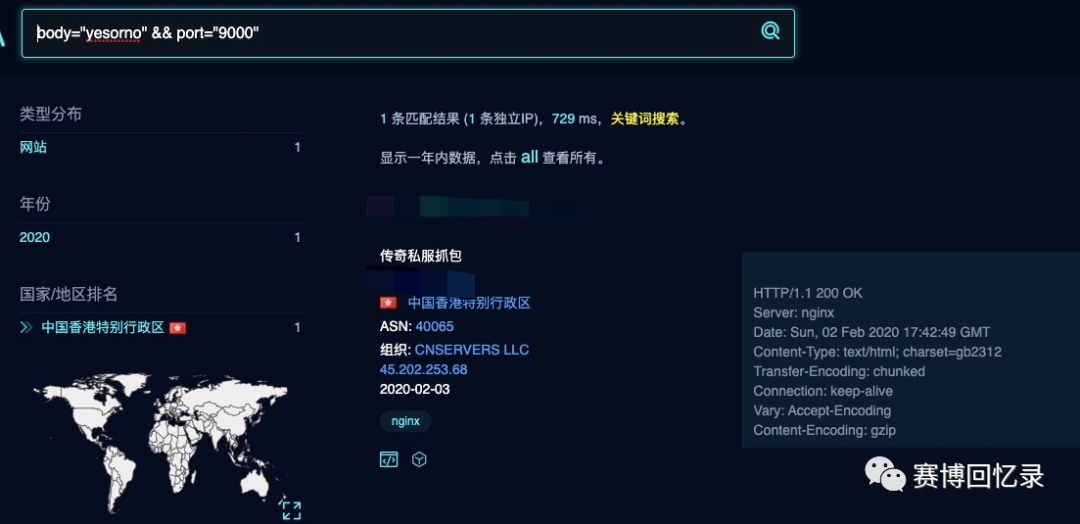 body="yesorno" && port="9000"
类型分布
网站 1
年份
2020 1
国家/地区排名
中国香港特别行政区 1
1 条匹配结果 (1 条独立IP)，729 ms，关键词搜索。
显示一年内数据，点击 all 查看所有。
传奇私服抓包
中国香港特别行政区
ASN: 40065
组织: CNSERVERS LLC
45.202.253.68
2020-02-03
nginx
HTTP/1.1 200 OK
Server: nginx
Date: Sun, 02 Feb 2020 17:42:49 GMT
Content-Type: text/html; charset=gb2312
Transfer-Encoding: chunked
Connection: keep-alive
Vary: Accept-Encoding
Content-Encoding: gzip
赛博回忆录